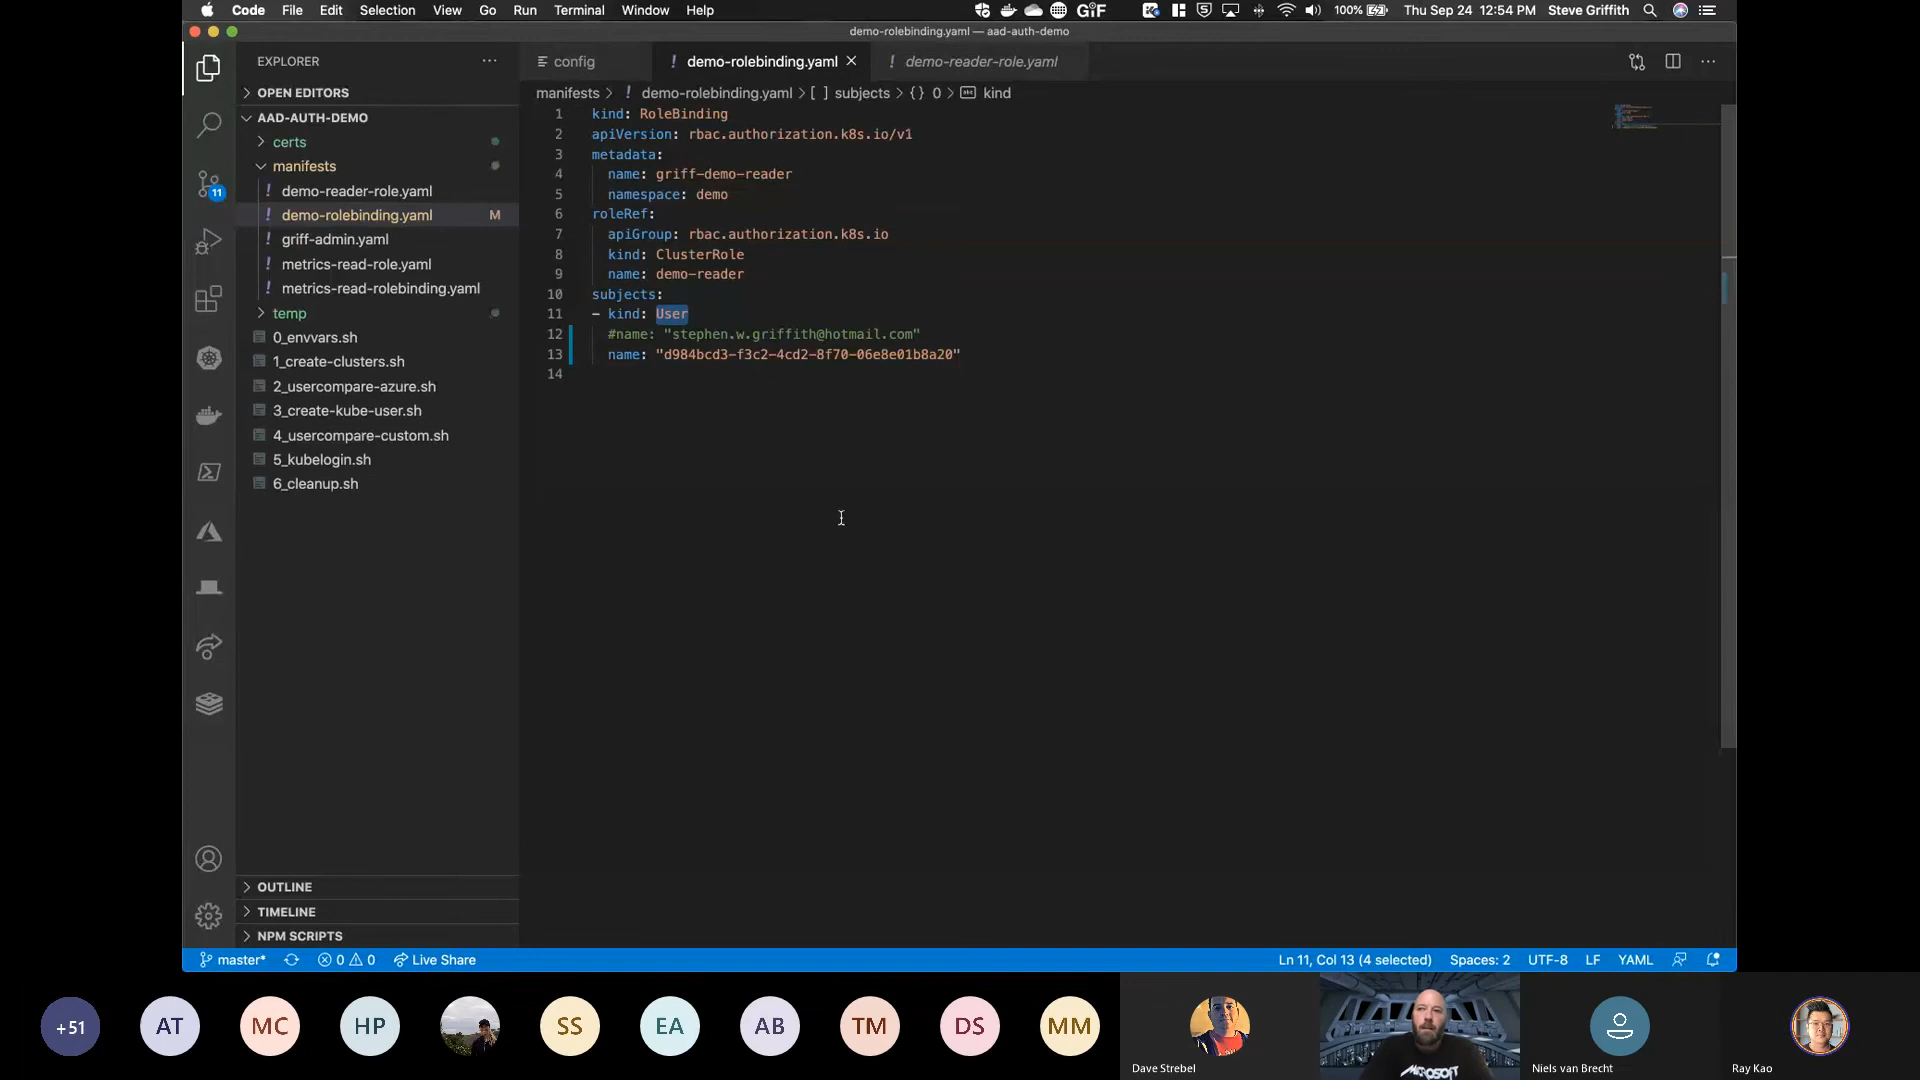 Code File Edit Selection View Go Run Terminal Window Help GIF 5 100% Thu Sep 24 12:54 PM Steve Griffith
demo-rolebinding.yaml — aad-auth-demo
EXPLORER
OPEN EDITORS
AAD-AUTH-DEMO
certs
manifests
demo-reader-role.yaml
demo-rolebinding.yaml M
griff-admin.yaml
metrics-read-role.yaml
metrics-read-rolebinding.yaml
temp
0_envvars.sh
1_create-clusters.sh
2_usercompare-azure.sh
3_create-kube-user.sh
4_usercompare-custom.sh
5_kubelogin.sh
6_cleanup.sh
OUTLINE
TIMELINE
NPM SCRIPTS
11
config ! demo-rolebinding.yaml ! demo-reader-role.yaml
manifests > ! demo-rolebinding.yaml > [ ] subjects > {} 0 > kind
1 kind: RoleBinding
2 apiVersion: rbac.authorization.k8s.io/v1
3 metadata:
4 name: griff-demo-reader
5 namespace: demo
6 roleRef:
7 apiGroup: rbac.authorization.k8s.io
8 kind: ClusterRole
9 name: demo-reader
10 subjects:
11 - kind: User
12 #name: "stephen.w.griffith@hotmail.com"
13 name: "d984bcd3-f3c2-4cd2-8f70-06e8e01b8a20"
14
master* 0 0 Live Share Ln 11, Col 13 (4 selected) Spaces: 2 UTF-8 LF YAML
+51 AT MC HP SS EA AB TM DS MM
MICROSOFT
Dave Strebel Niels van Brecht Ray Kao